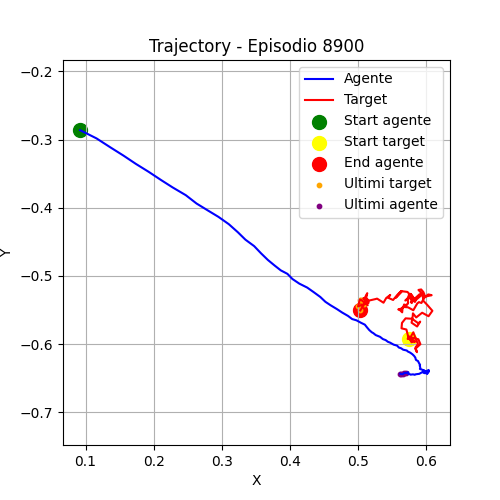 Trajectory - Episodio 8900
Agente
Target
Start agente
Start target
End agente
Ultimi target
Ultimi agente
−0.2
−0.3
−0.4
−0.5
−0.6
−0.7
Y
0.1 0.2 0.3 0.4 0.5 0.6
X